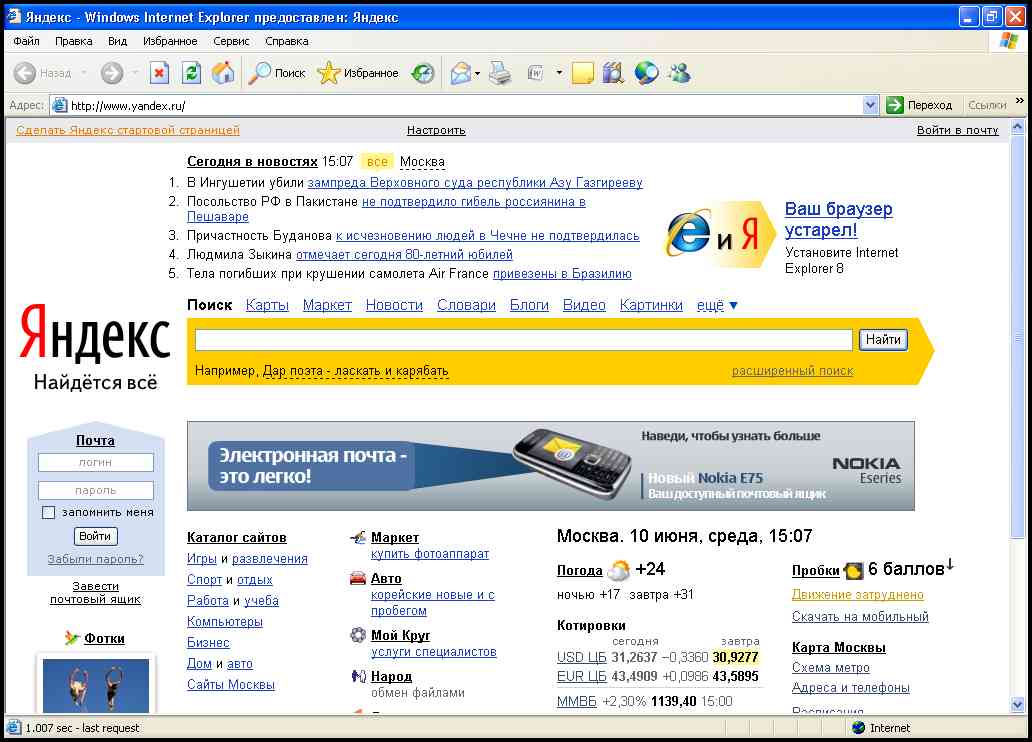 Яндекс - Windows Internet Explorer предоставлен: Яндекс
Файл Правка Вид Избранное Сервис Справка
Назад Поиск Избранное
Адрес: http://www.yandex.ru/ Переход Ссылки »
Сделать Яндекс стартовой страницей Настроить Войти в почту
Сегодня в новостях 15:07 все Москва
1. В Ингушетии убили зампреда Верховного суда республики Азу Газгирееву
2. Посольство РФ в Пакистане не подтвердило гибель россиянина в
Пешаваре
3. Причастность Буданова к исчезновению людей в Чечне не подтвердилась
4. Людмила Зыкина отмечает сегодня 80-летний юбилей
5. Тела погибших при крушении самолета Air France привезены в Бразилию
и Я
Ваш браузер
устарел!
Установите Internet
Explorer 8
Поиск Карты Маркет Новости Словари Блоги Видео Картинки ещё ▼
Яндекс
Найдётся всё
Найти
Например, Дар поэта - ласкать и карябать расширенный поиск
Почта
логин
пароль
запомнить меня
Войти
Забыли пароль?
Завести
почтовый ящик
Фотки
Электронная почта -
это легко!
Наведи, чтобы узнать больше
Новый Nokia E75
Ваш доступный почтовый ящик
NOKIA
Eseries
Каталог сайтов
Игры и развлечения
Спорт и отдых
Работа и учеба
Компьютеры
Бизнес
Дом и авто
Сайты Москвы
Маркет
купить фотоаппарат
Авто
корейские новые и с
пробегом
Мой Круг
услуги специалистов
Народ
обмен файлами
Москва. 10 июня, среда, 15:07
Погода +24
ночью +17 завтра +31
Котировки
сегодня завтра
USD ЦБ 31,2637 −0,3360 30,9277
EUR ЦБ 43,4909 +0,0986 43,5895
ММВБ +2,30% 1139,40 15:00
Пробки 6 баллов↓
Движение затруднено
Скачать на мобильный
Карта Москвы
Схема метро
Адреса и телефоны
Расписания
1.007 sec - last request Internet